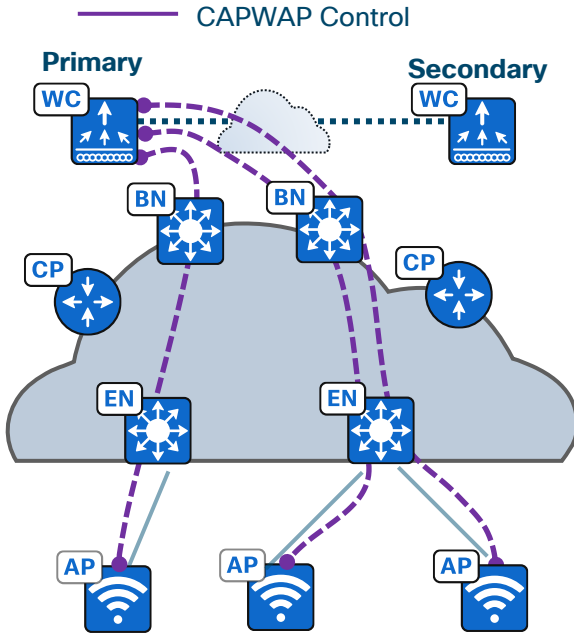 CAPWAP Control
Primary
Secondary
WC
WC
BN
BN
CP
CP
EN
EN
AP
AP
AP